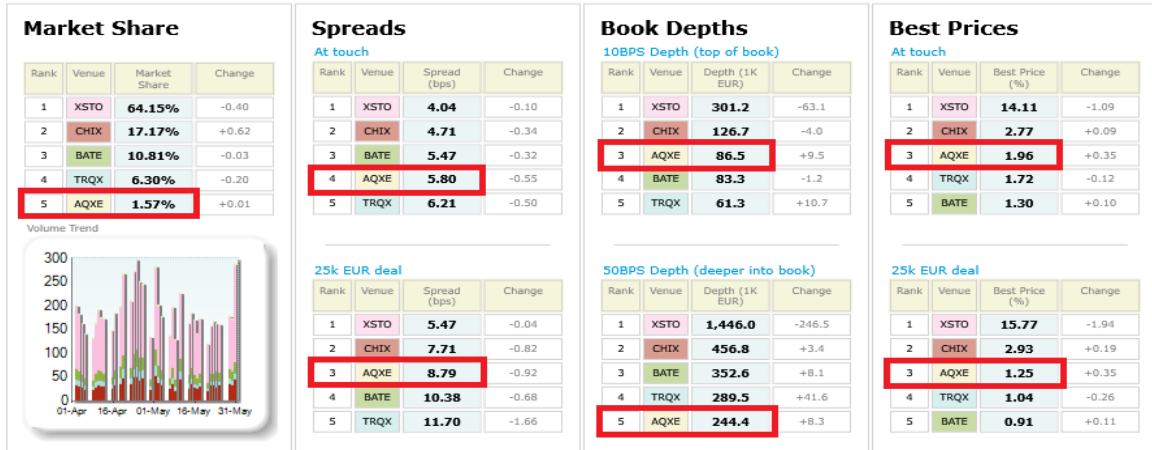 Market Share
Rank Venue Market Share Change
1 XSTO 64.15% -0.40
2 CHIX 17.17% +0.62
3 BATE 10.81% -0.03
4 TRQX 6.30% -0.20
5 AQXE 1.57% +0.01
Volume Trend
300
250
200
150
100
50
0
01-Apr 16-Apr 01-May 16-May 31-May
Spreads
At touch
Rank Venue Spread (bps) Change
1 XSTO 4.04 -0.10
2 CHIX 4.71 -0.34
3 BATE 5.47 -0.32
4 AQXE 5.80 -0.55
5 TRQX 6.21 -0.50
25k EUR deal
Rank Venue Spread (bps) Change
1 XSTO 5.47 -0.04
2 CHIX 7.71 -0.82
3 AQXE 8.79 -0.92
4 BATE 10.38 -0.68
5 TRQX 11.70 -1.66
Book Depths
10BPS Depth (top of book)
Rank Venue Depth (1K EUR) Change
1 XSTO 301.2 -63.1
2 CHIX 126.7 -4.0
3 AQXE 86.5 +9.5
4 BATE 83.3 -1.2
5 TRQX 61.3 +10.7
50BPS Depth (deeper into book)
Rank Venue Depth (1K EUR) Change
1 XSTO 1,446.0 -246.5
2 CHIX 456.8 +3.4
3 BATE 352.6 +8.1
4 TRQX 289.5 +41.6
5 AQXE 244.4 +8.3
Best Prices
At touch
Rank Venue Best Price (%) Change
1 XSTO 14.11 -1.09
2 CHIX 2.77 +0.09
3 AQXE 1.96 +0.35
4 TRQX 1.72 -0.12
5 BATE 1.30 +0.10
25k EUR deal
Rank Venue Best Price (%) Change
1 XSTO 15.77 -1.94
2 CHIX 2.93 +0.19
3 AQXE 1.25 +0.35
4 TRQX 1.04 -0.26
5 BATE 0.91 +0.11